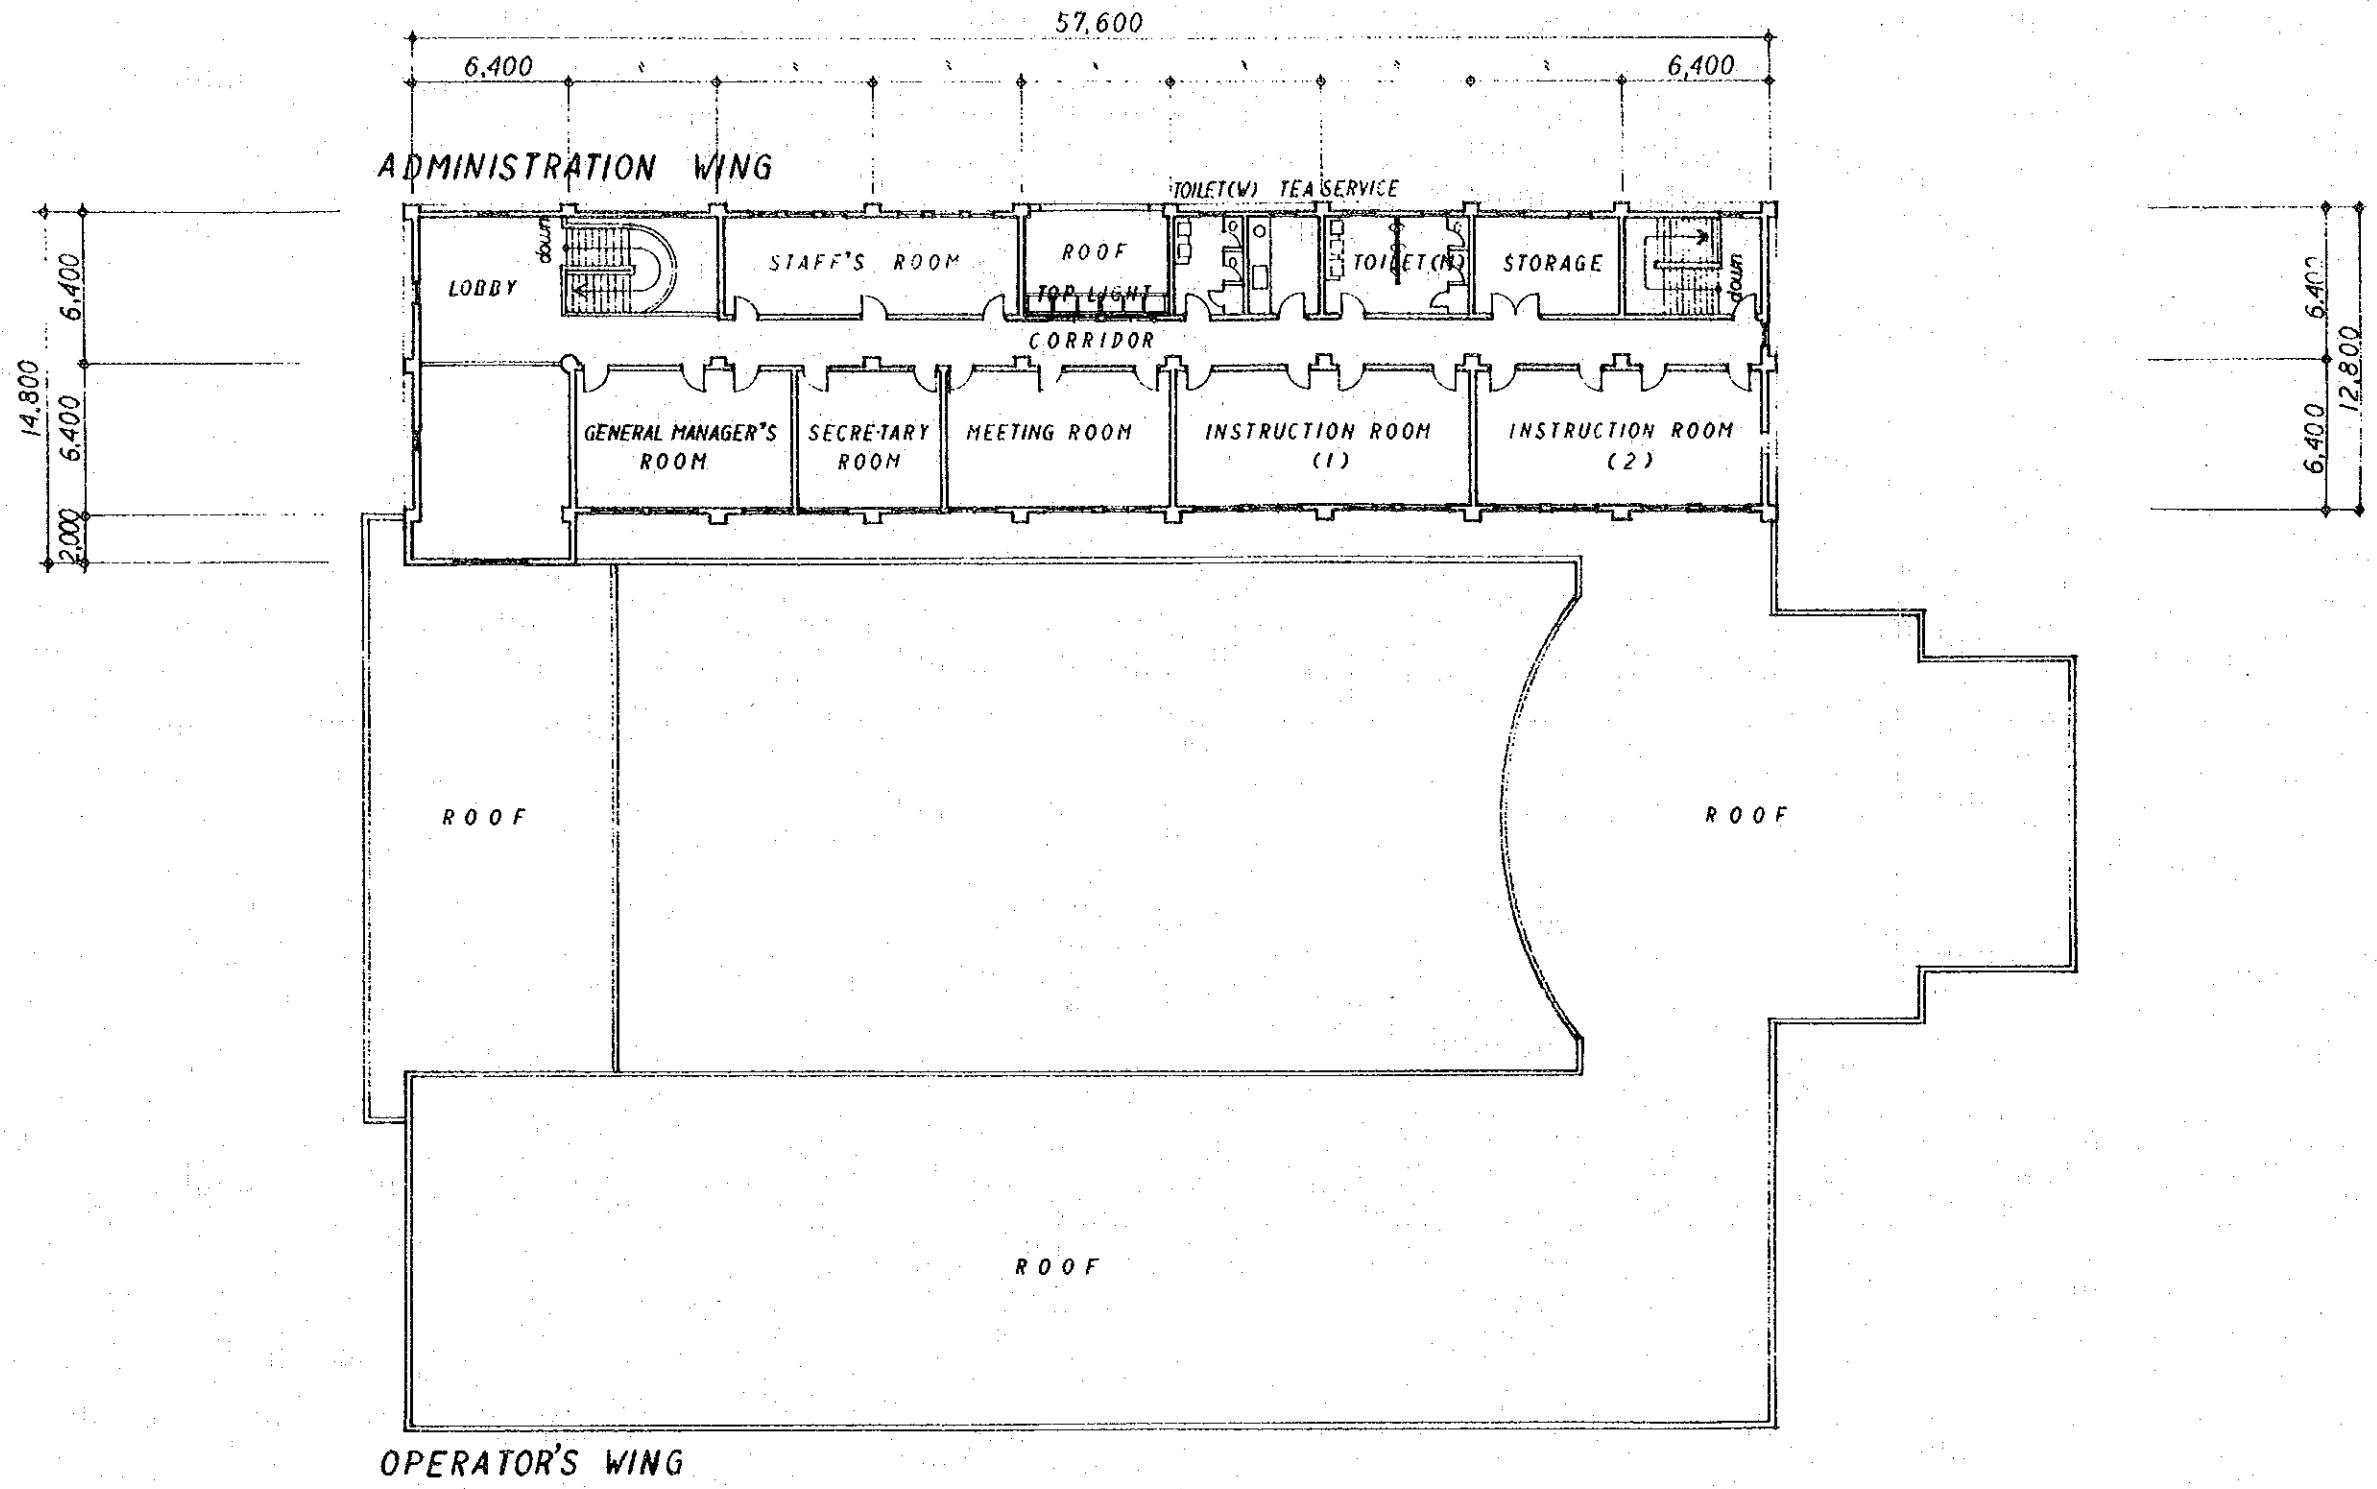 57,600
6,400
6,400
ADMINISTRATION WING
TOILET(W) TEA SERVICE
down
STAFF'S ROOM
ROOF
TOILET(M)
STORAGE
down
LOBBY
TOP LIGHT
CORRIDOR
GENERAL MANAGER'S
ROOM
SECRETARY
ROOM
MEETING ROOM
INSTRUCTION ROOM
(1)
INSTRUCTION ROOM
(2)
14,800
6,400
6,400
2,000
6,400
6,400
12,800
ROOF
ROOF
ROOF
OPERATOR'S WING